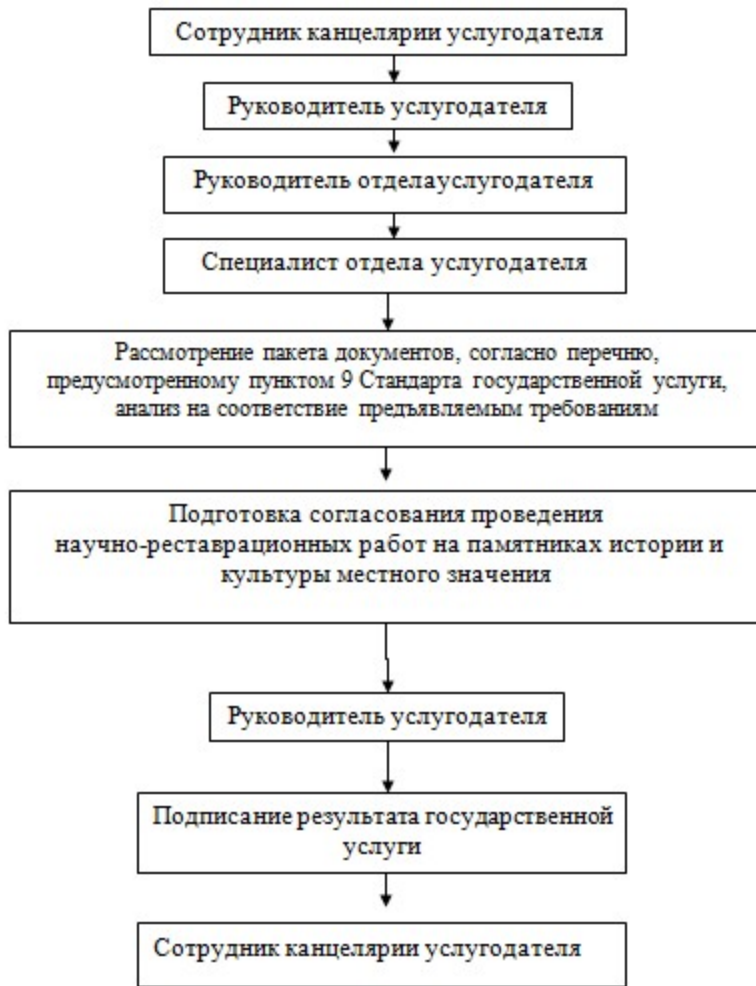 Сотрудник канцелярии услугодателя
Руководитель услугодателя
Руководитель отделауслугодателя
Специалист отдела услугодателя
Рассмотрение пакета документов, согласно перечню,
предусмотренному пунктом 9 Стандарта государственной услуги,
анализ на соответствие предъявляемым требованиям
Подготовка согласования проведения
научно-реставрационных работ на памятниках истории и
культуры местного значения
Руководитель услугодателя
Подписание результата государственной
услуги
Сотрудник канцелярии услугодателя